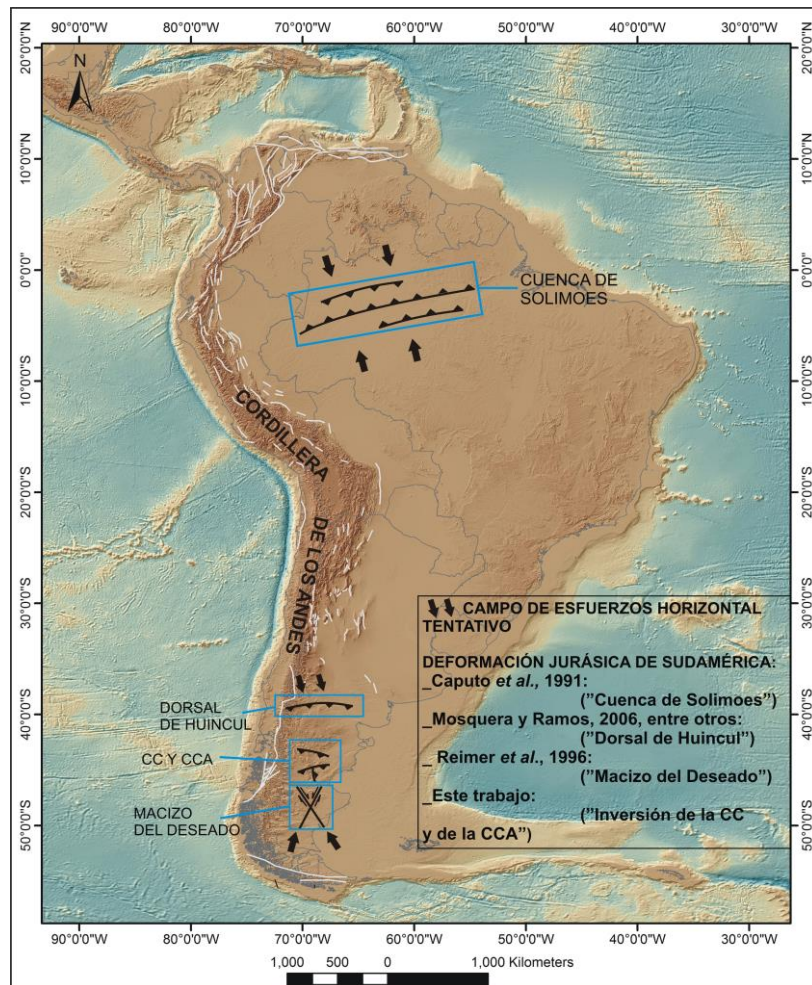 90°0'0"W 80°0'0"W 70°0'0"W 60°0'0"W 50°0'0"W 40°0'0"W 30°0'0"W
20°0'0"N
10°0'0"N
0°0'0"
10°0'0"S
20°0'0"S
30°0'0"S
40°0'0"S
50°0'0"S
20°0'0"N
10°0'0"N
0°0'0"
10°0'0"S
20°0'0"S
30°0'0"S
40°0'0"S
50°0'0"S
N
CUENCA DE
SOLIMOES
CORDILLERA
DE LOS ANDES
DORSAL
DE HUINCUL
CC Y CCA
MACIZO
DEL DESEADO
CAMPO DE ESFUERZOS HORIZONTAL
TENTATIVO
DEFORMACIÓN JURÁSICA DE SUDAMÉRICA:
_Caputo et al., 1991:
("Cuenca de Solimoes")
_Mosquera y Ramos, 2006, entre otros:
("Dorsal de Huincul")
_ Reimer et al., 1996:
("Macizo del Deseado")
_Este trabajo:
("Inversión de la CC
y de la CCA")
90°0'0"W 80°0'0"W 70°0'0"W 60°0'0"W 50°0'0"W 40°0'0"W 30°0'0"W
1,000 500 0 1,000 Kilometers